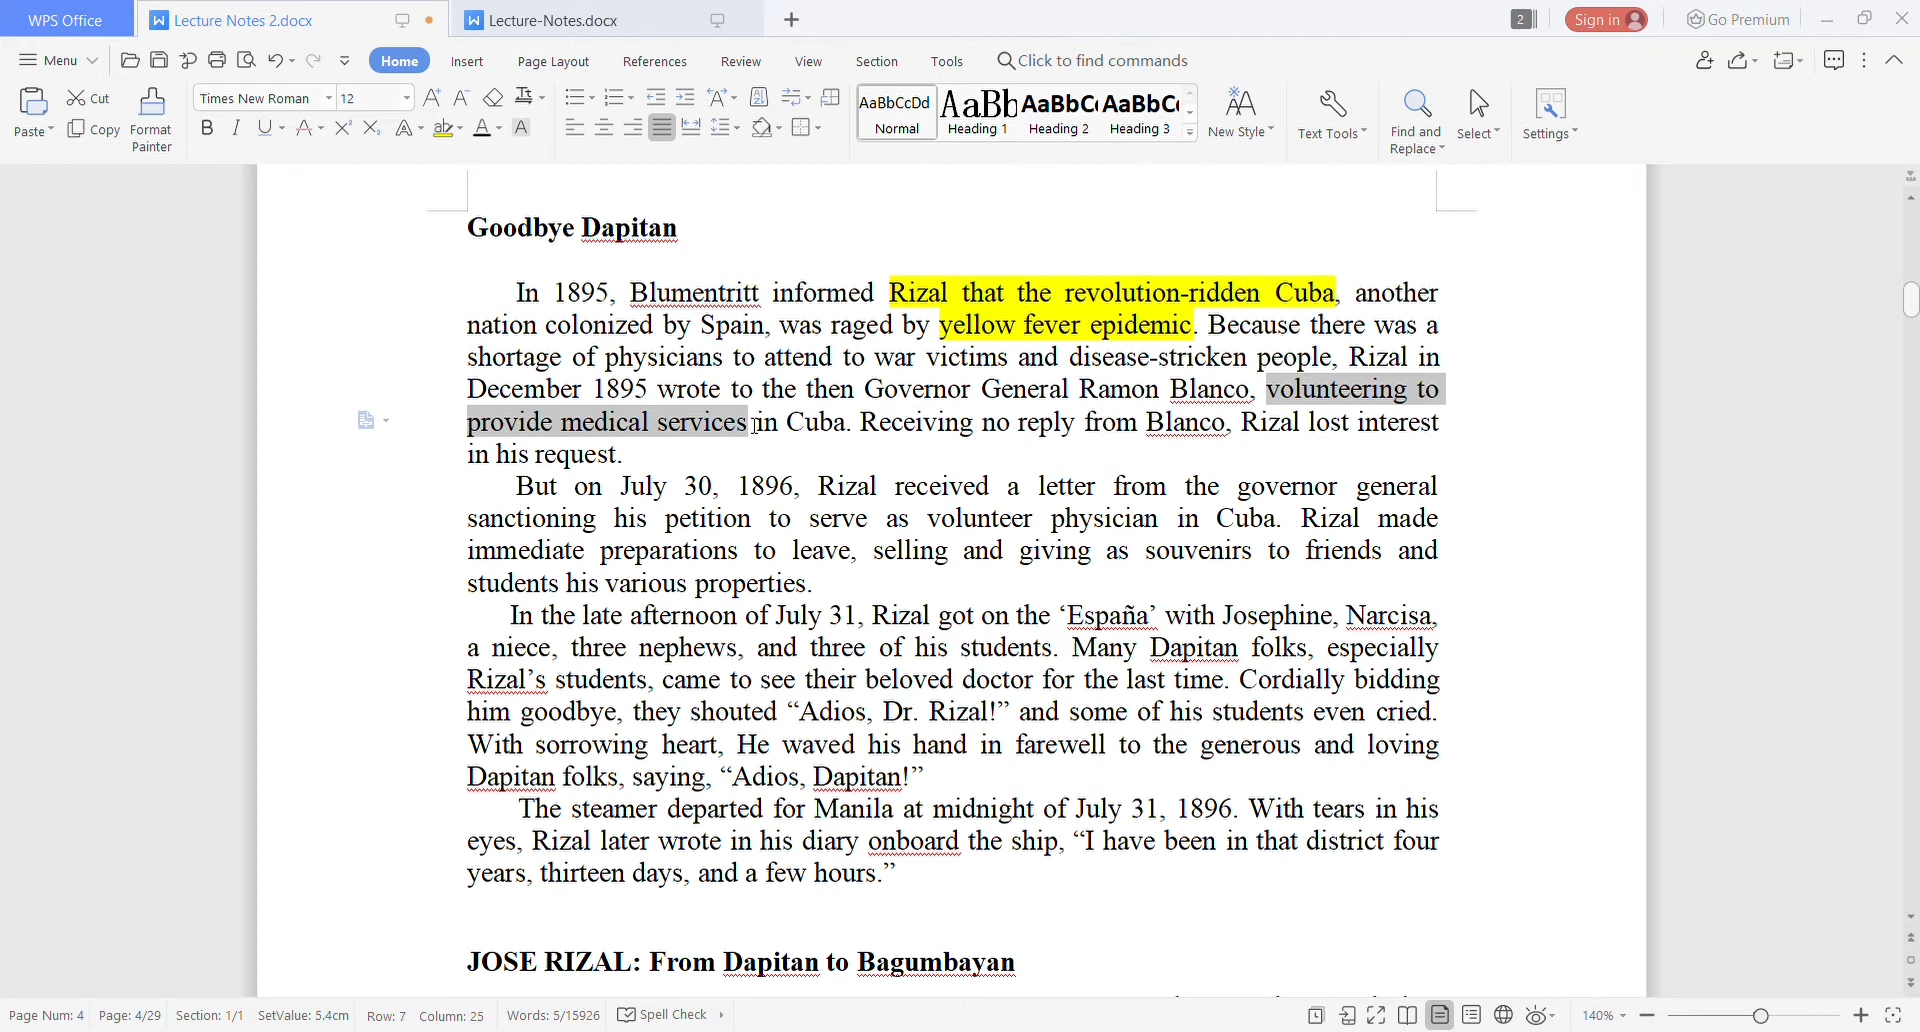 WPS Office
Lecture Notes 2.docx
Lecture-Notes.docx
2
Sign in
Go Premium
Menu
Home
Insert
Page Layout
References
Review
View
Section
Tools
Click to find commands
Paste
Cut
Copy
Format
Painter
Times New Roman
12
AaBbCcDd
Normal
AaBb
Heading 1
AaBbC
Heading 2
AaBbC
Heading 3
New Style
Text Tools
Find and
Replace
Select
Settings
Goodbye Dapitan
In 1895, Blumentritt informed Rizal that the revolution-ridden Cuba, another
nation colonized by Spain, was raged by yellow fever epidemic. Because there was a
shortage of physicians to attend to war victims and disease-stricken people, Rizal in
December 1895 wrote to the then Governor General Ramon Blanco, volunteering to
provide medical services in Cuba. Receiving no reply from Blanco, Rizal lost interest
in his request.
But on July 30, 1896, Rizal received a letter from the governor general
sanctioning his petition to serve as volunteer physician in Cuba. Rizal made
immediate preparations to leave, selling and giving as souvenirs to friends and
students his various properties.
In the late afternoon of July 31, Rizal got on the ‘España’ with Josephine, Narcisa,
a niece, three nephews, and three of his students. Many Dapitan folks, especially
Rizal’s students, came to see their beloved doctor for the last time. Cordially bidding
him goodbye, they shouted “Adios, Dr. Rizal!” and some of his students even cried.
With sorrowing heart, He waved his hand in farewell to the generous and loving
Dapitan folks, saying, “Adios, Dapitan!”
The steamer departed for Manila at midnight of July 31, 1896. With tears in his
eyes, Rizal later wrote in his diary onboard the ship, “I have been in that district four
years, thirteen days, and a few hours.”
JOSE RIZAL: From Dapitan to Bagumbayan
Page Num: 4
Page: 4/29
Section: 1/1
SetValue: 5.4cm
Row: 7
Column: 25
Words: 5/15926
Spell Check
140%